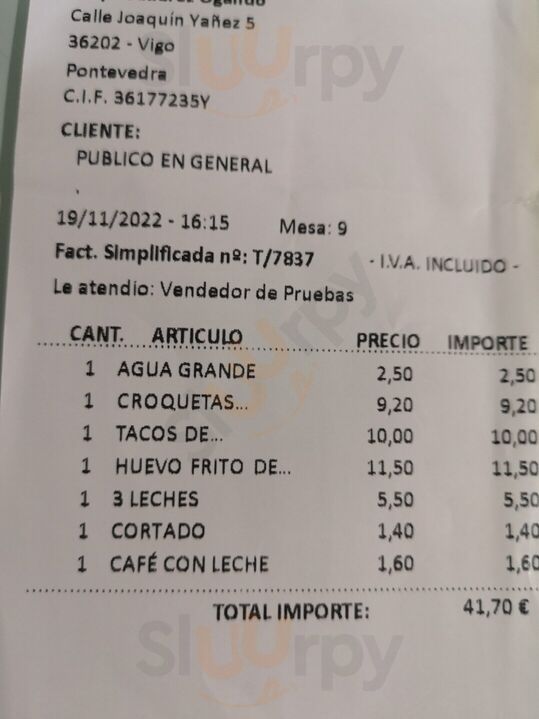 Calle Joaquín Yañez 5
36202 - Vigo
Pontevedra
C.I.F. 36177235Y
CLIENTE:
PUBLICO EN GENERAL
.
19/11/2022 - 16:15 Mesa: 9
Fact. Simplificada nº: T/7837 - I.V.A. INCLUIDO -
Le atendio: Vendedor de Pruebas
CANT. ARTICULO PRECIO IMPORTE
1 AGUA GRANDE 2,50 2,50
1 CROQUETAS... 9,20 9,20
1 TACOS DE... 10,00 10,00
1 HUEVO FRITO DE... 11,50 11,50
1 3 LECHES 5,50 5,50
1 CORTADO 1,40 1,40
1 CAFÉ CON LECHE 1,60 1,60
TOTAL IMPORTE: 41,70 €
Sluurpy
Sluurpy
Sluurpy